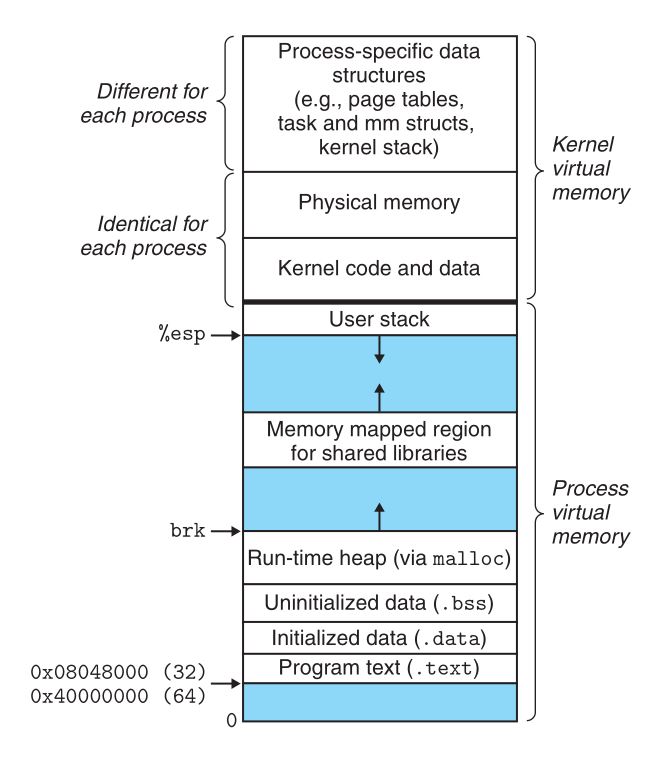 Different for
each process
Process-specific data
structures
(e.g., page tables,
task and mm structs,
kernel stack)
Kernel
virtual
memory
Identical for
each process
Physical memory
Kernel code and data
User stack
%esp
Memory mapped region
for shared libraries
Process
virtual
memory
brk
Run-time heap (via malloc)
Uninitialized data (.bss)
Initialized data (.data)
Program text (.text)
0x08048000 (32)
0x40000000 (64)
0